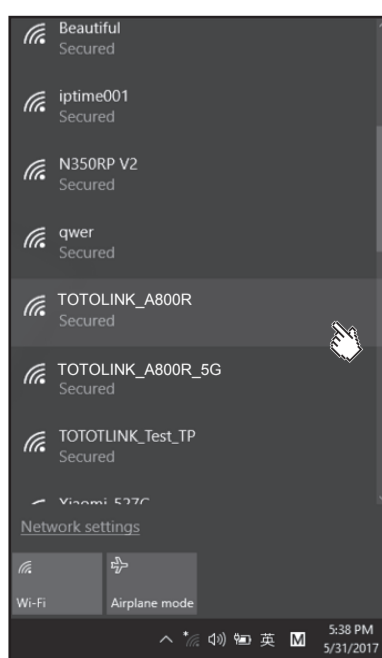 Beautiful
Secured
iptime001
Secured
N350RP V2
Secured
qwer
Secured
TOTOLINK_A800R
Secured
TOTOLINK_A800R_5G
Secured
TOTOTLINK_Test_TP
Secured
Xiaomi_527C
Network settings
Wi-Fi
Airplane mode
英 M 5:38 PM
5/31/2017